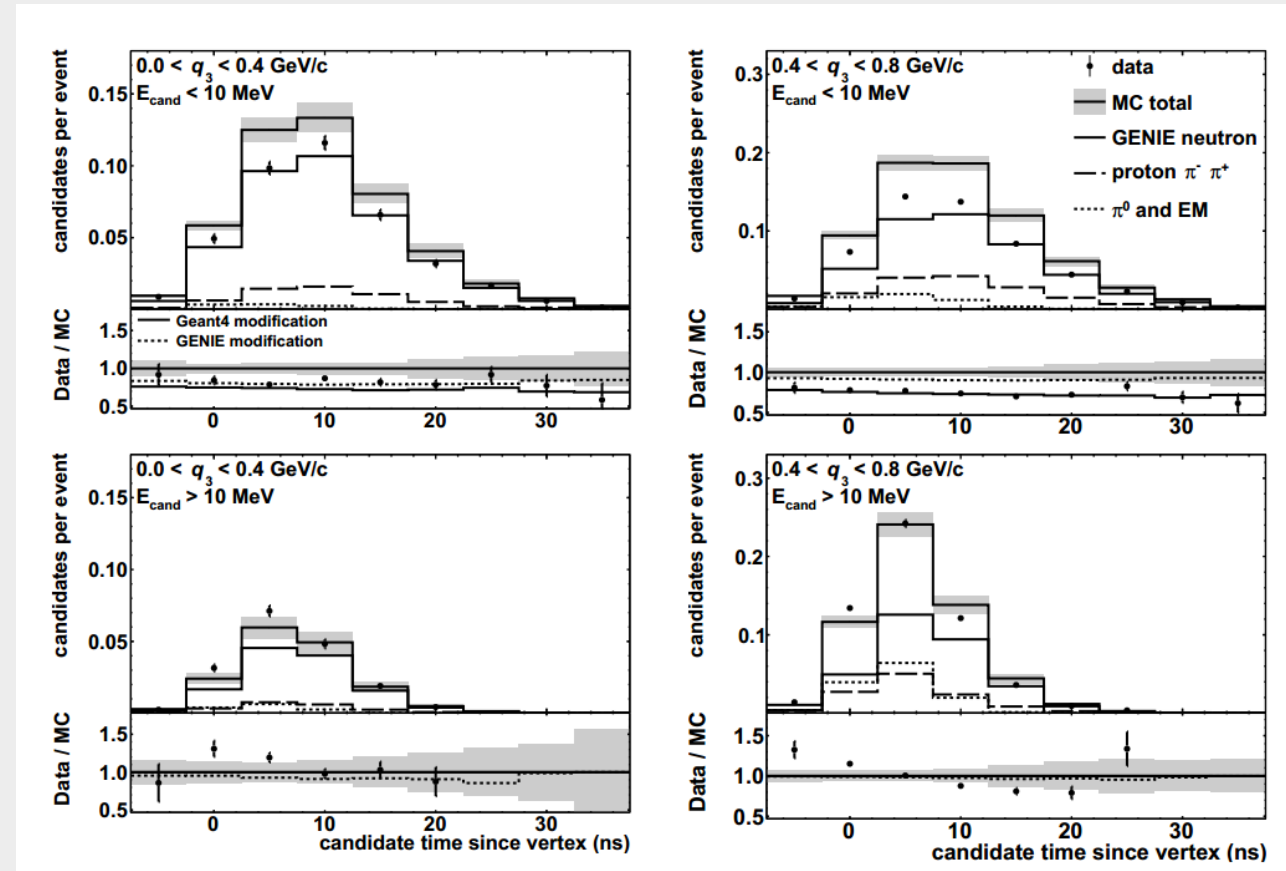 candidates per event
0.0 < q3 < 0.4 GeV/c
Ecand < 10 MeV
0.15
0.10
0.05
Data / MC
Geant4 modification
GENIE modification
1.5
1.0
0.5
0 10 20 30
candidates per event
0.4 < q3 < 0.8 GeV/c
Ecand < 10 MeV
data
MC total
GENIE neutron
proton π- π+
π0 and EM
0.3
0.2
0.1
Data / MC
1.5
1.0
0.5
0 10 20 30
candidates per event
0.0 < q3 < 0.4 GeV/c
Ecand > 10 MeV
0.15
0.10
0.05
Data / MC
1.5
1.0
0.5
0 10 20 30
candidate time since vertex (ns)
candidates per event
0.4 < q3 < 0.8 GeV/c
Ecand > 10 MeV
0.3
0.2
0.1
Data / MC
1.5
1.0
0.5
0 10 20 30
candidate time since vertex (ns)